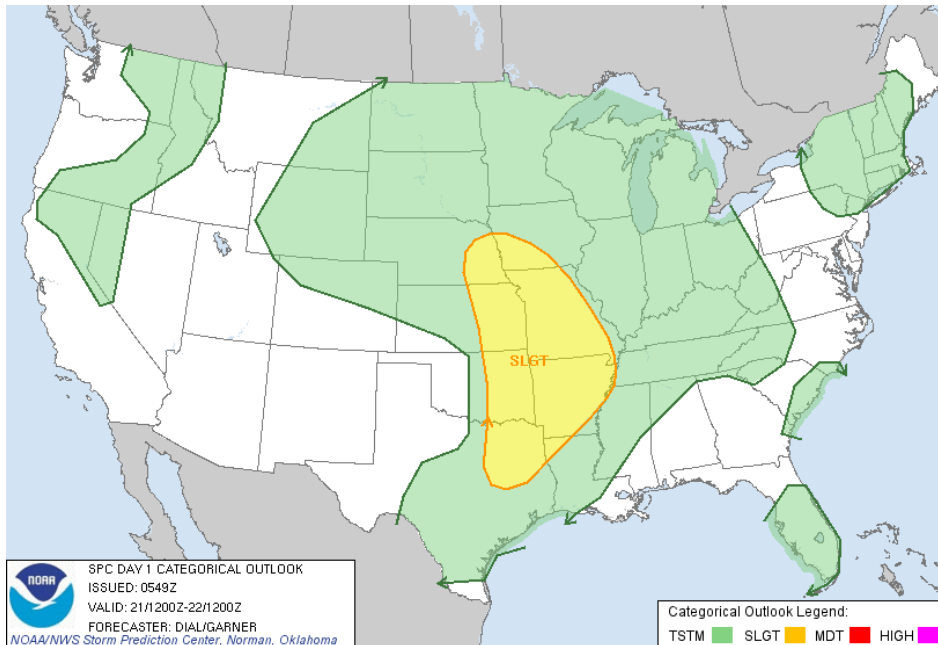 SLGT
NOAA
SPC DAY 1 CATEGORICAL OUTLOOK
ISSUED: 0549Z
VALID: 21/1200Z-22/1200Z
FORECASTER: DIAL/GARNER
NOAA/NWS Storm Prediction Center, Norman, Oklahoma
Categorical Outlook Legend:
TSTM SLGT MDT HIGH